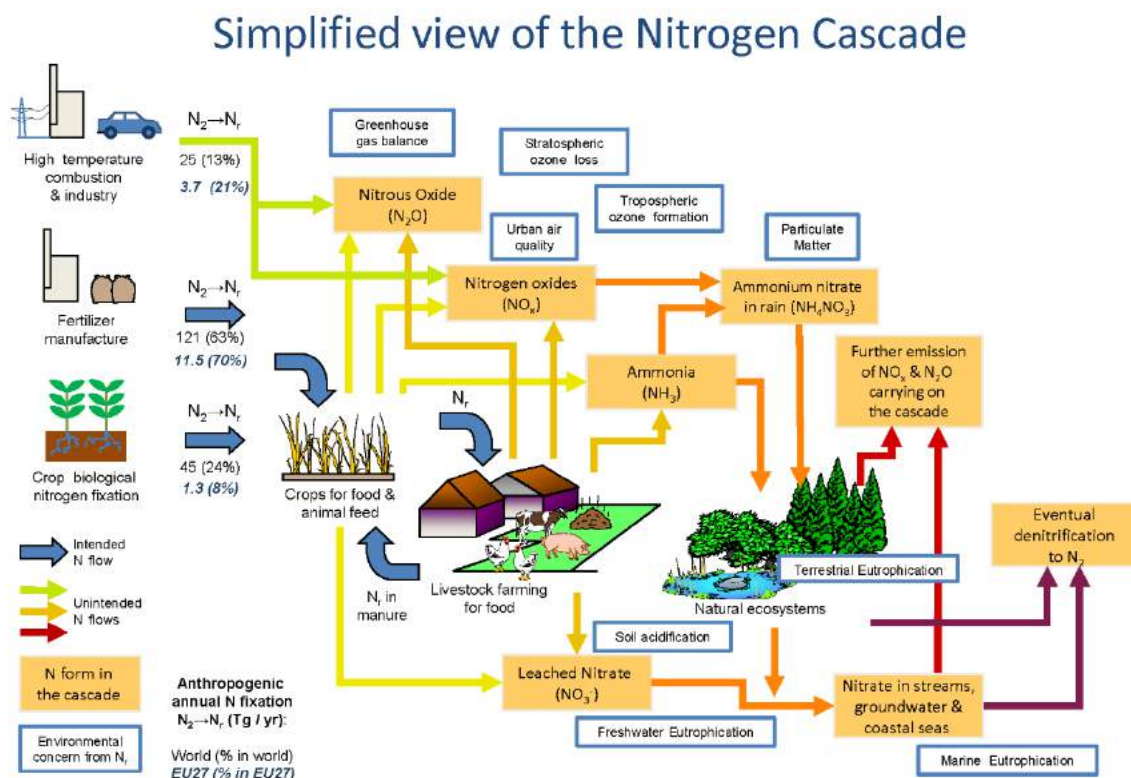 Simplified view of the Nitrogen Cascade
N₂→Nᵣ
25 (13%)
3.7 (21%)
High temperature
combustion
& industry
Greenhouse
gas balance
Stratospheric
ozone loss
Nitrous Oxide
(N₂O)
Tropospheric
ozone formation
Urban air
quality
Particulate
Matter
Nitrogen oxides
(NOₓ)
Ammonium nitrate
in rain (NH₄NO₃)
N₂→Nᵣ
121 (63%)
11.5 (70%)
Fertilizer
manufacture
Ammonia
(NH₃)
Further emission
of NOₓ & N₂O
carrying on
the cascade
N₂→Nᵣ
45 (24%)
1.3 (8%)
Crop biological
nitrogen fixation
Nᵣ
Crops for food &
animal feed
Nᵣ in
manure
Livestock farming
for food
Terrestrial Eutrophication
Natural ecosystems
Eventual
denitrification
to N₂
Intended
N flow
Unintended
N flows
Soil acidification
N form in
the cascade
Leached Nitrate
(NO₃⁻)
Nitrate in streams,
groundwater &
coastal seas
Freshwater Eutrophication
Marine Eutrophication
Environmental
concern from Nᵣ
Anthropogenic
annual N fixation
N₂→Nᵣ (Tg / yr):
World (% in world)
EU27 (% in EU27)